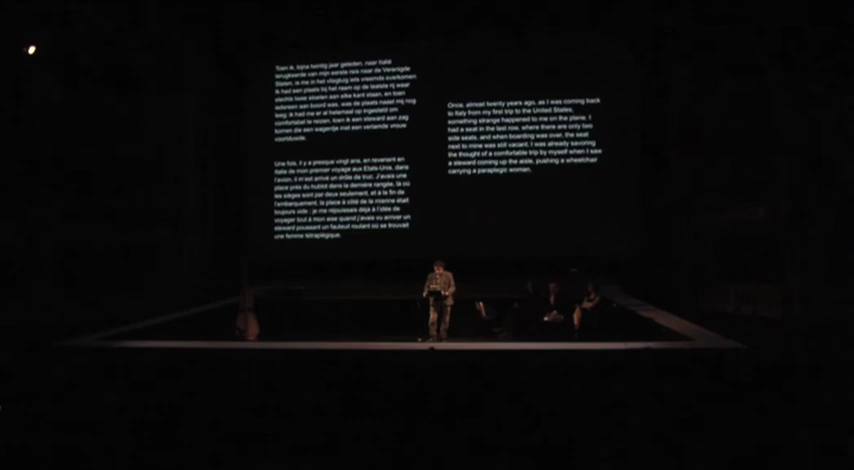 Toen ik, bijna twintig jaar geleden, naar Italië
terugkeerde van mijn eerste reis naar de Verenigde
Staten, is me in het vliegtuig iets vreemds overkomen.
Ik had een plaats bij het raam op de laatste rij waar
slechts twee stoelen aan elke kant staan, en toen
iedereen aan boord was, was de plaats naast mij nog
leeg; ik had me er al helemaal op ingesteld om
comfortabel te reizen, toen ik een steward aan zag
komen die een wagentje met een verlamde vrouw
voortduwde.
Une fois, il y a presque vingt ans, en revenant en
Italie de mon premier voyage aux Etats-Unis, dans
l'avion, il m'est arrivé un drôle de truc. J'avais une
place près du hublot dans la dernière rangée, là où
les sièges sont par deux seulement, et à la fin de
l'embarquement, la place à côté de la mienne était
toujours vide : je me réjouissais déjà à l'idée de
voyager tout à mon aise quand j'avais vu arriver un
steward poussant un fauteuil roulant où se trouvait
une femme tétraplégique.
Once, almost twenty years ago, as I was coming back
to Italy from my first trip to the United States,
something strange happened to me on the plane. I
had a seat in the last row, where there are only two
side seats, and when boarding was over, the seat
next to mine was still vacant. I was already savoring
the thought of a comfortable trip by myself when I saw
a steward coming up the aisle, pushing a wheelchair
carrying a paraplegic woman.